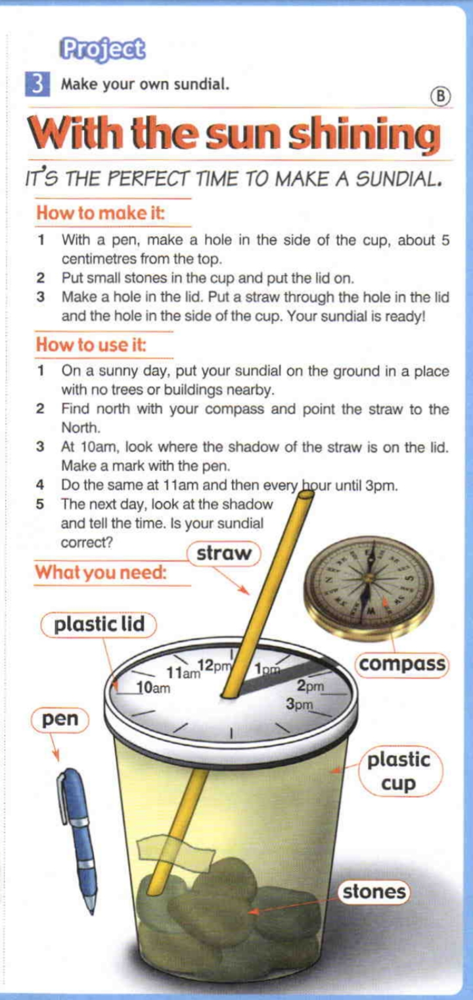 Project
3 Make your own sundial.
B
With the sun shining
IT'S THE PERFECT TIME TO MAKE A SUNDIAL.
How to make it:
1 With a pen, make a hole in the side of the cup, about 5
centimetres from the top.
2 Put small stones in the cup and put the lid on.
3 Make a hole in the lid. Put a straw through the hole in the lid
and the hole in the side of the cup. Your sundial is ready!
How to use it:
1 On a sunny day, put your sundial on the ground in a place
with no trees or buildings nearby.
2 Find north with your compass and point the straw to the
North.
3 At 10am, look where the shadow of the straw is on the lid.
Make a mark with the pen.
4 Do the same at 11am and then every hour until 3pm.
5 The next day, look at the shadow
and tell the time. Is your sundial
correct?
straw
What you need:
plastic lid
compass
N
S
W
10am
11am
12pm
1pm
2pm
3pm
pen
plastic
cup
stones